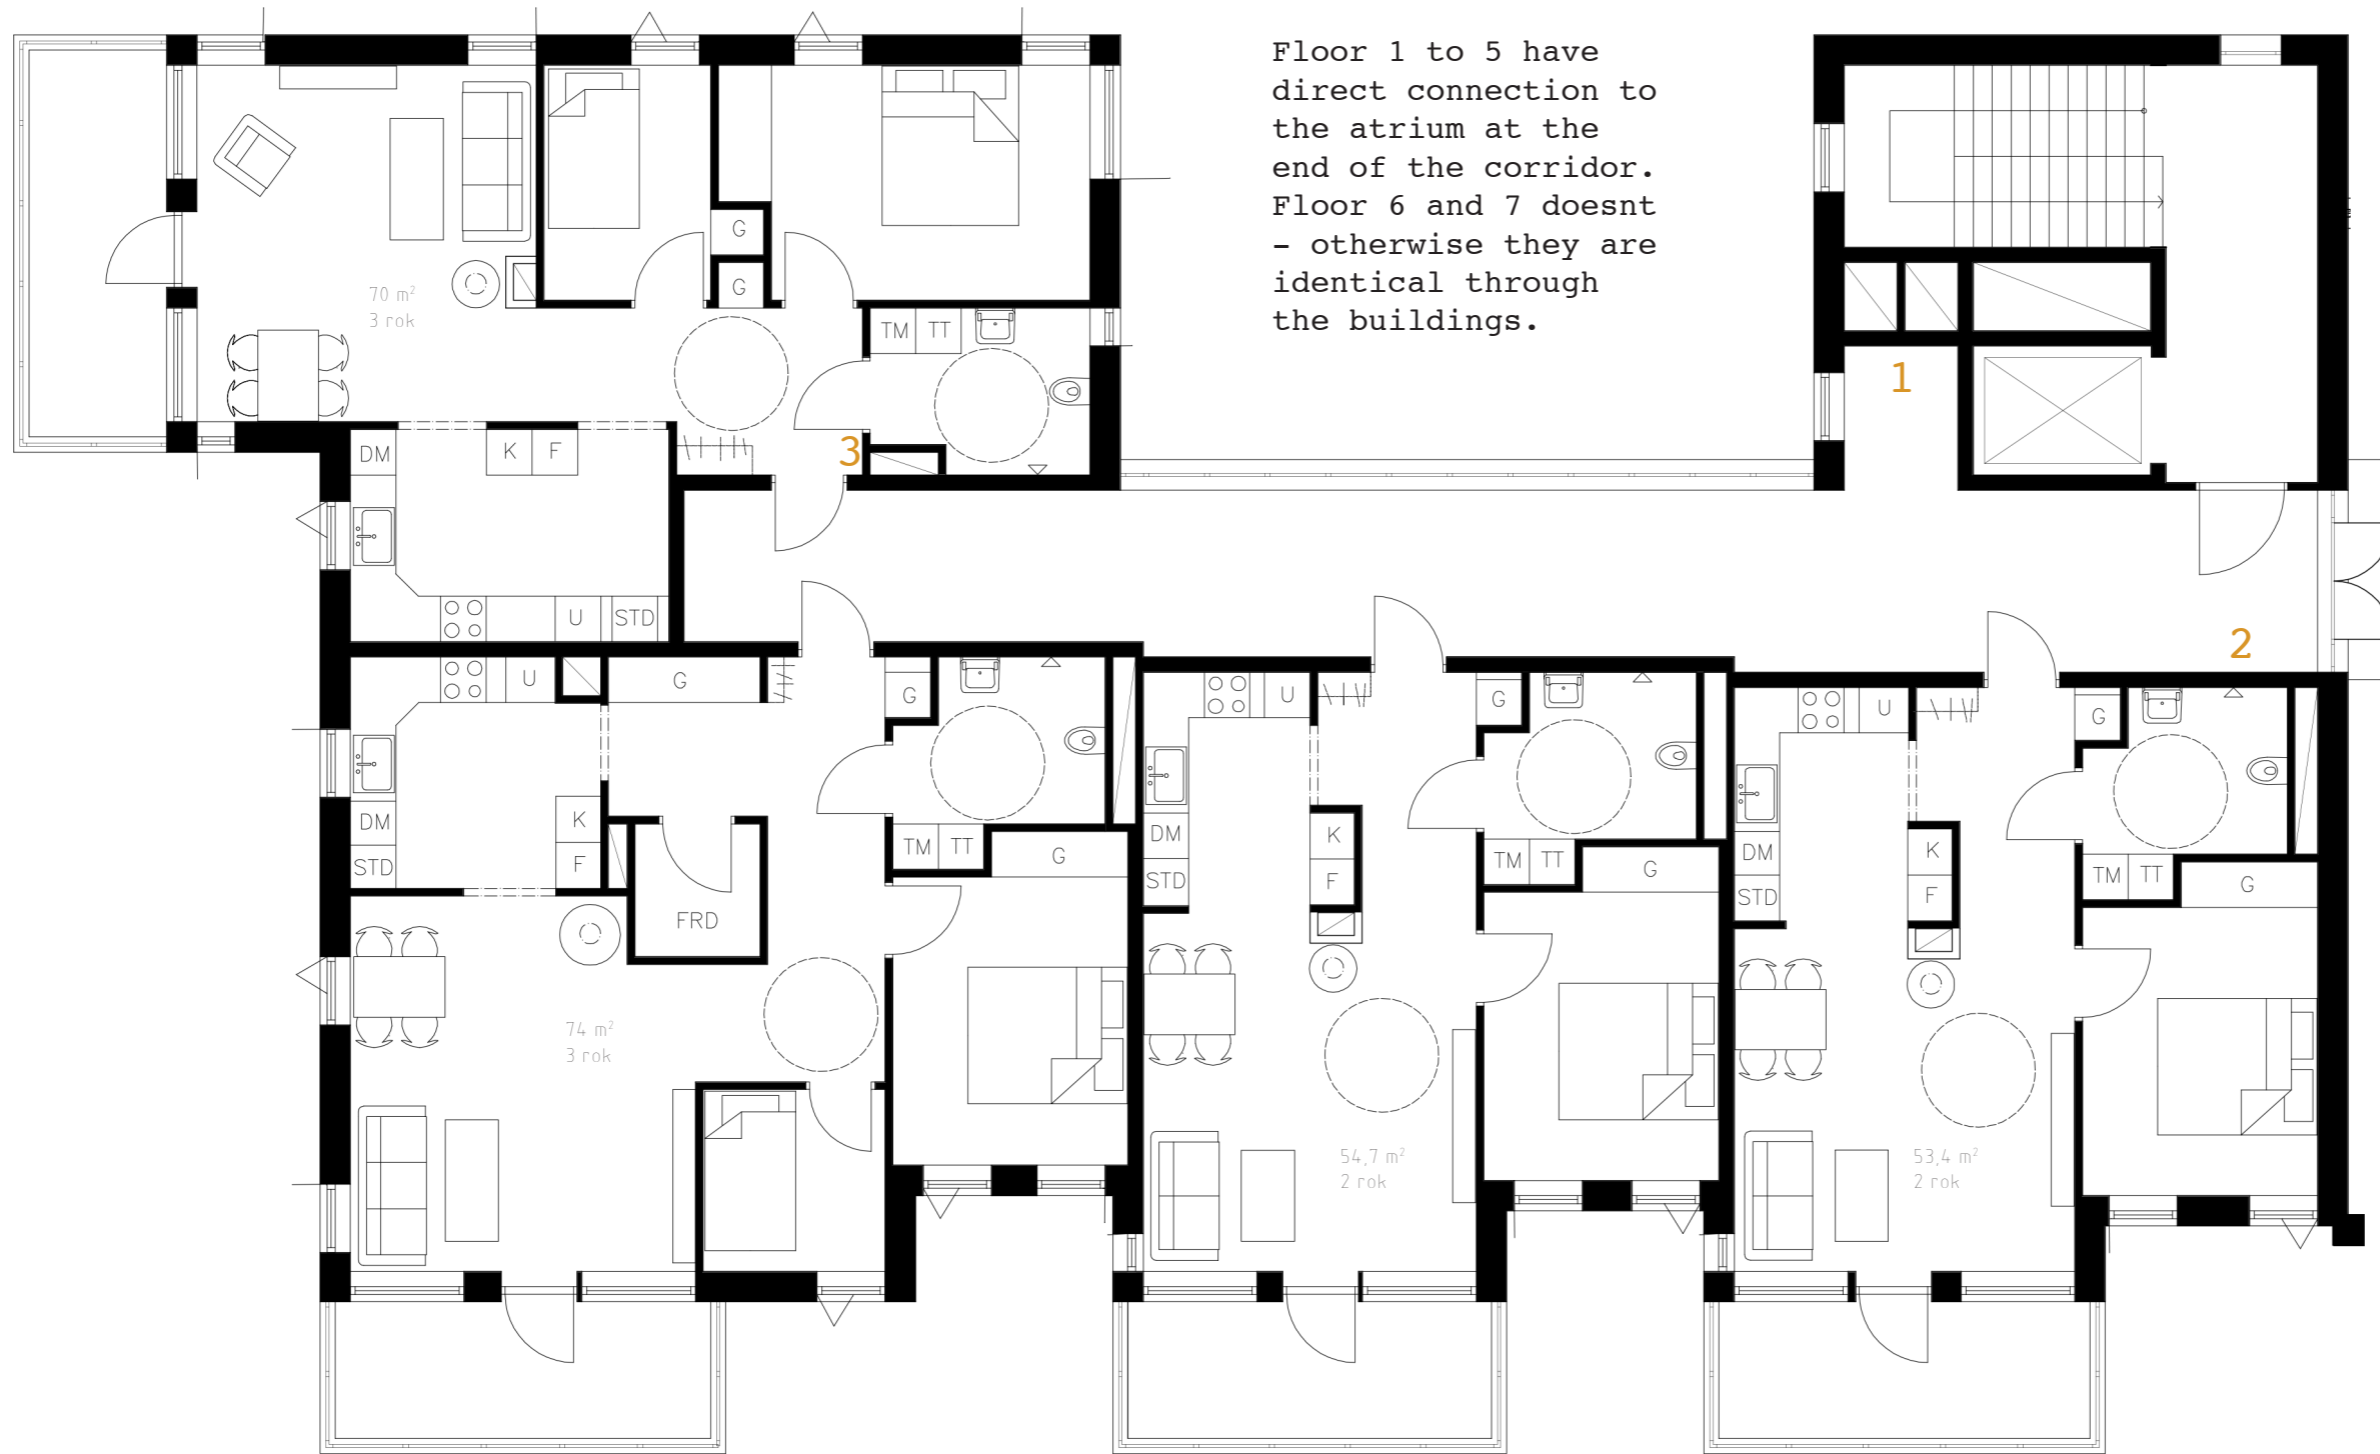 Floor 1 to 5 have
direct connection to
the atrium at the
end of the corridor.
Floor 6 and 7 doesnt
- otherwise they are
identical through
the buildings.
G
G
70 m²
3 rok
TM TT
1
DM
K F
3
U STD
2
U
G
G
U
G
U
G
DM
STD
K
F
TM TT
G
FRD
DM
STD
K
F
TM TT
G
DM
STD
K
F
TM TT
G
74 m²
3 rok
54,7 m²
2 rok
53,4 m²
2 rok